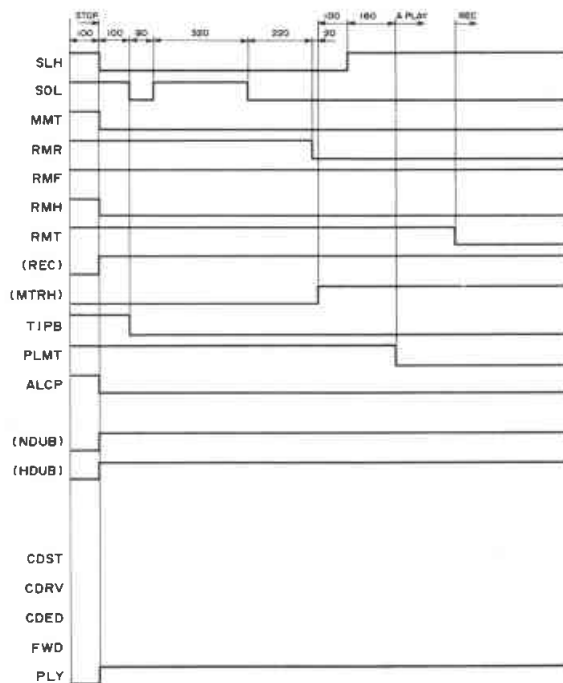 STOP 100 160 A PLAY REC
100 100 80 320 220 20
SLH
SOL
MMT
RMR
RMF
RMH
RMT
(REC)
(MTRH)
TIPB
PLMT
ALCP
(NDUB)
(HDUB)
CDST
CDRV
CDED
FWD
PLY